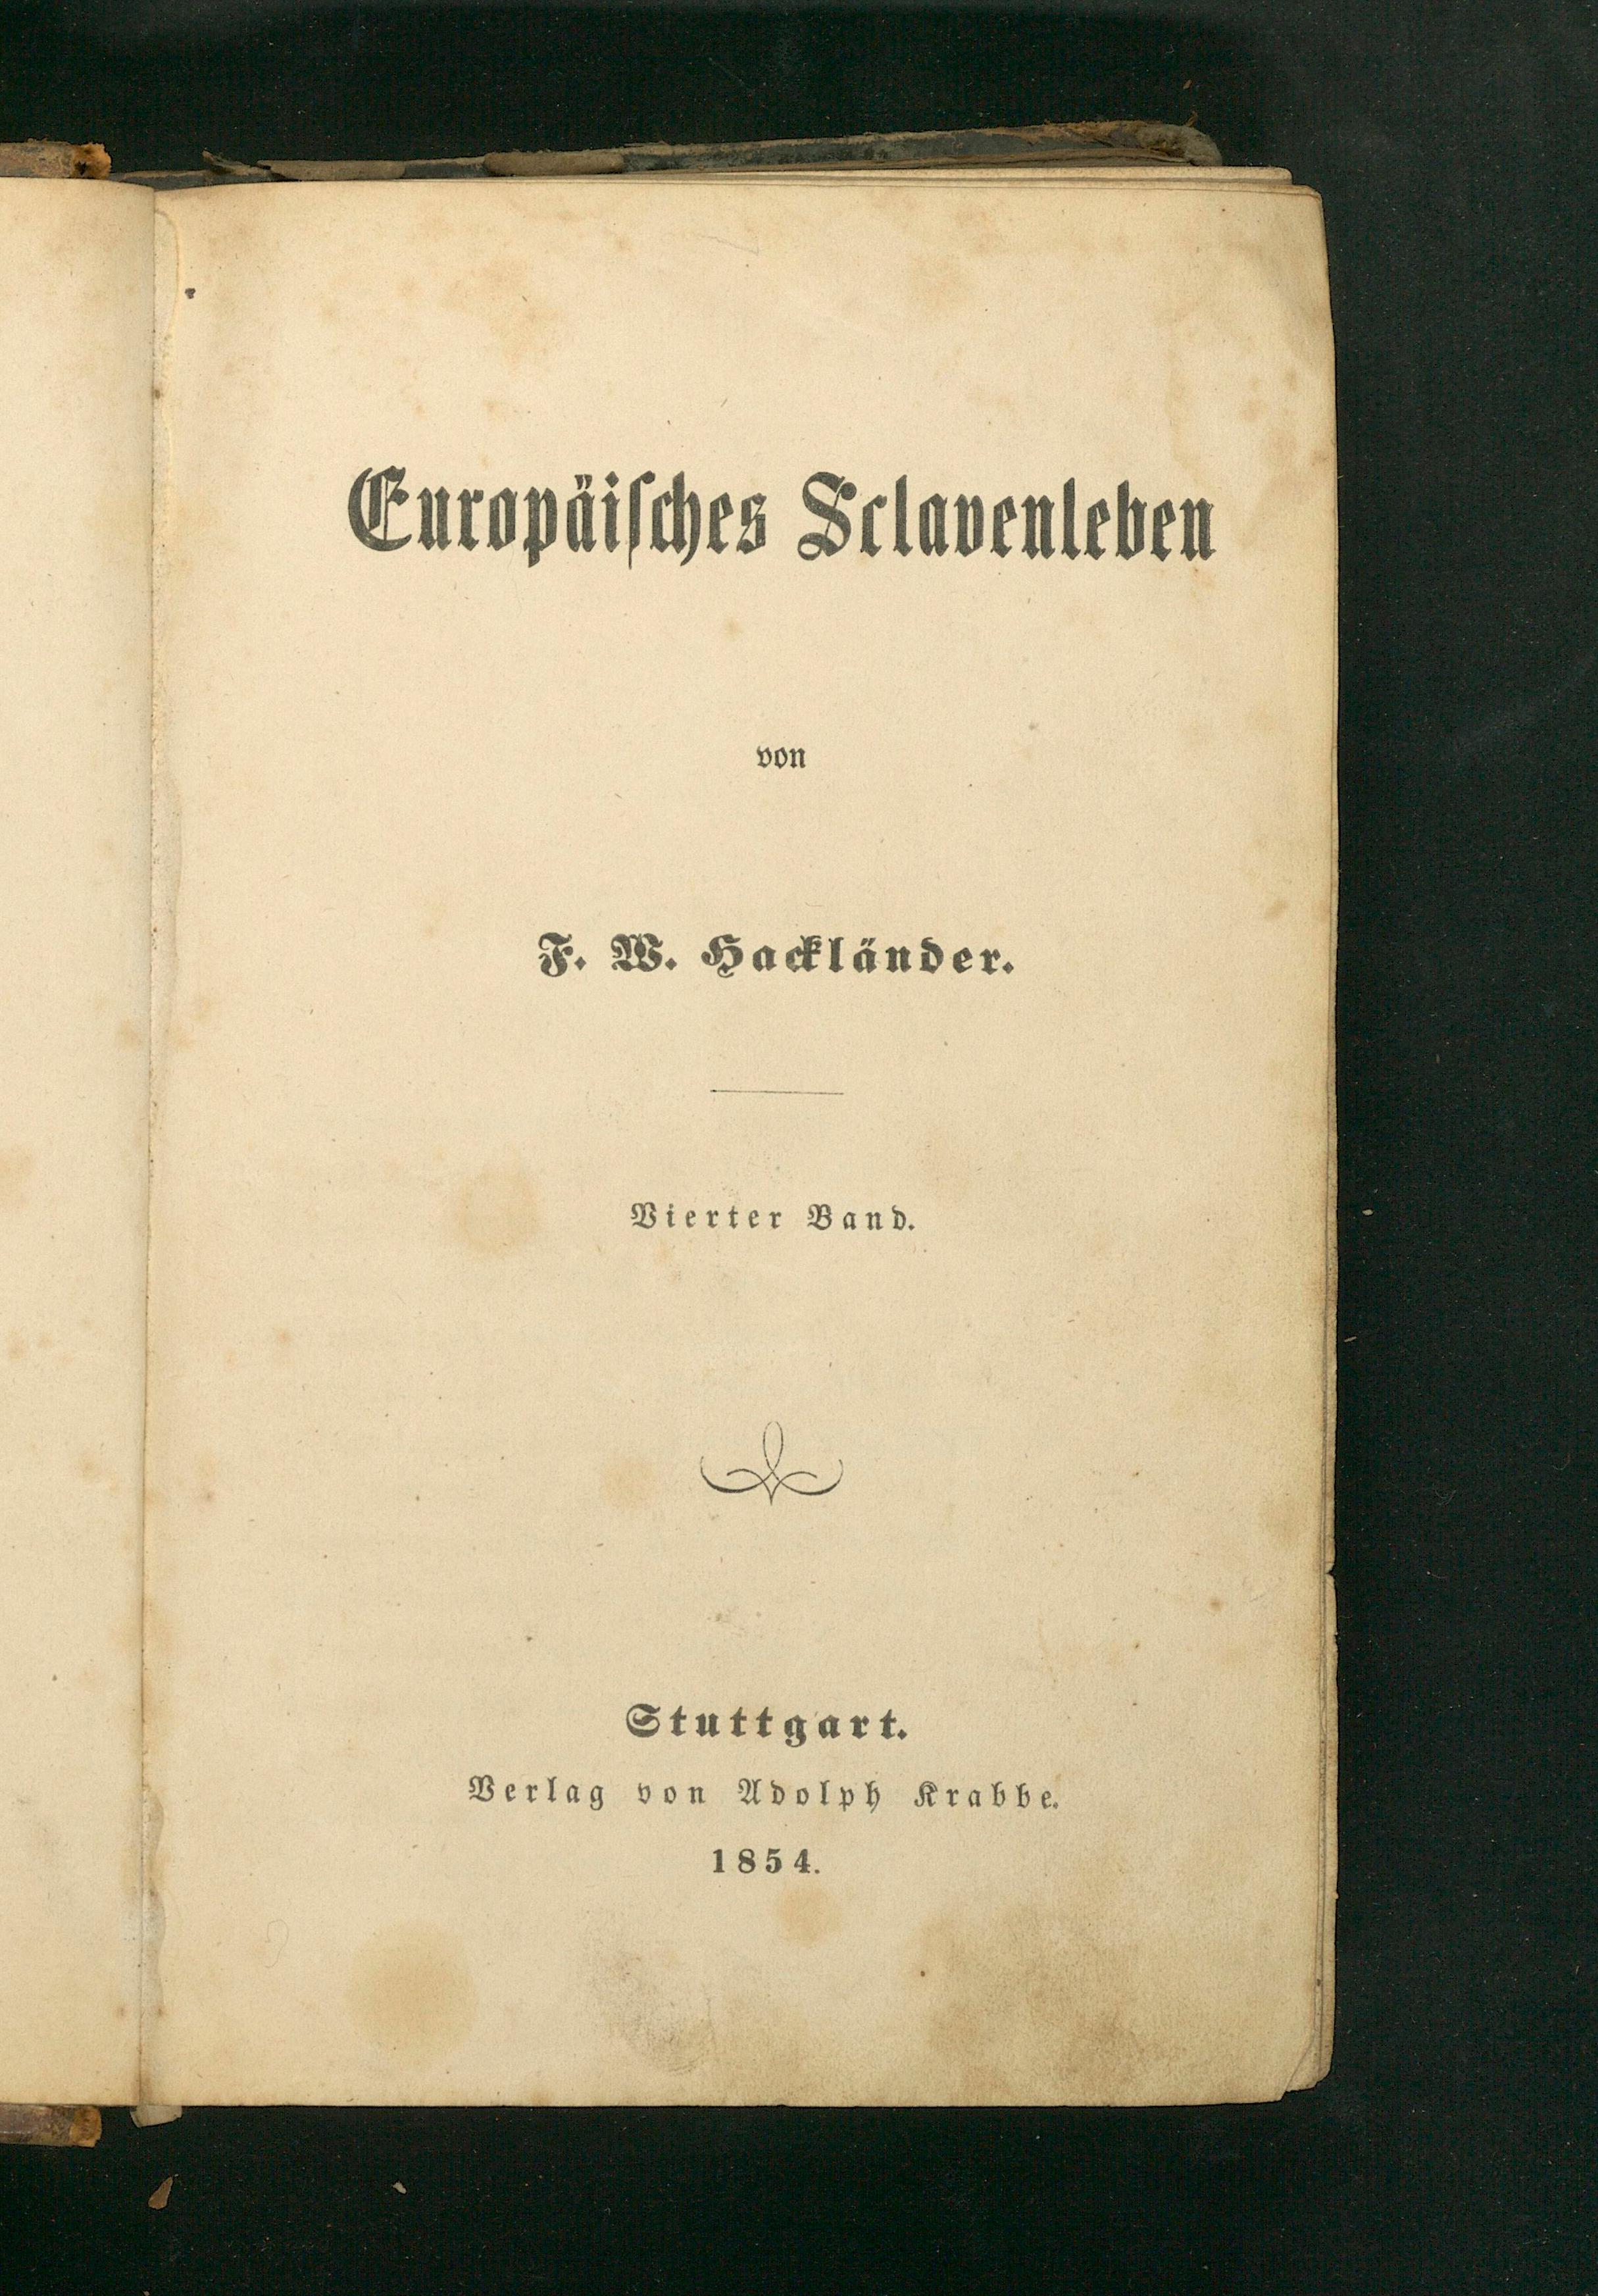 Europäiſches Sclavenleben
von
F. W. Hackländer.
Vierter Band.
Stuttgart.
Verlag von Adolph Krabbe.
1854.